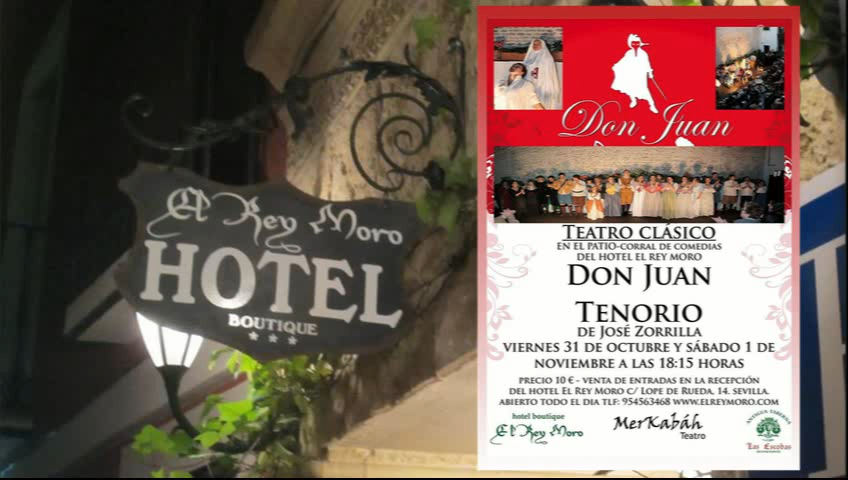 El Rey Moro
HOTEL
BOUTIQUE
Don Juan
TEATRO CLÁSICO
EN EL PATIO-CORRAL DE COMEDIAS
DEL HOTEL EL REY MORO
DON JUAN
TENORIO
DE JOSÉ ZORRILLA
VIERNES 31 DE OCTUBRE Y SÁBADO 1 DE
NOVIEMBRE A LAS 18:15 HORAS
PRECIO 10 € - VENTA DE ENTRADAS EN LA RECEPCIÓN
DEL HOTEL EL REY MORO C/ LOPE DE RUEDA, 14. SEVILLA.
ABIERTO TODO EL DIA TLF: 954563468 WWW.ELREYMORO.COM
hotel boutique
El Rey Moro
MerKabáh
Teatro
ANTIGUA TABERNA
Las Escobas